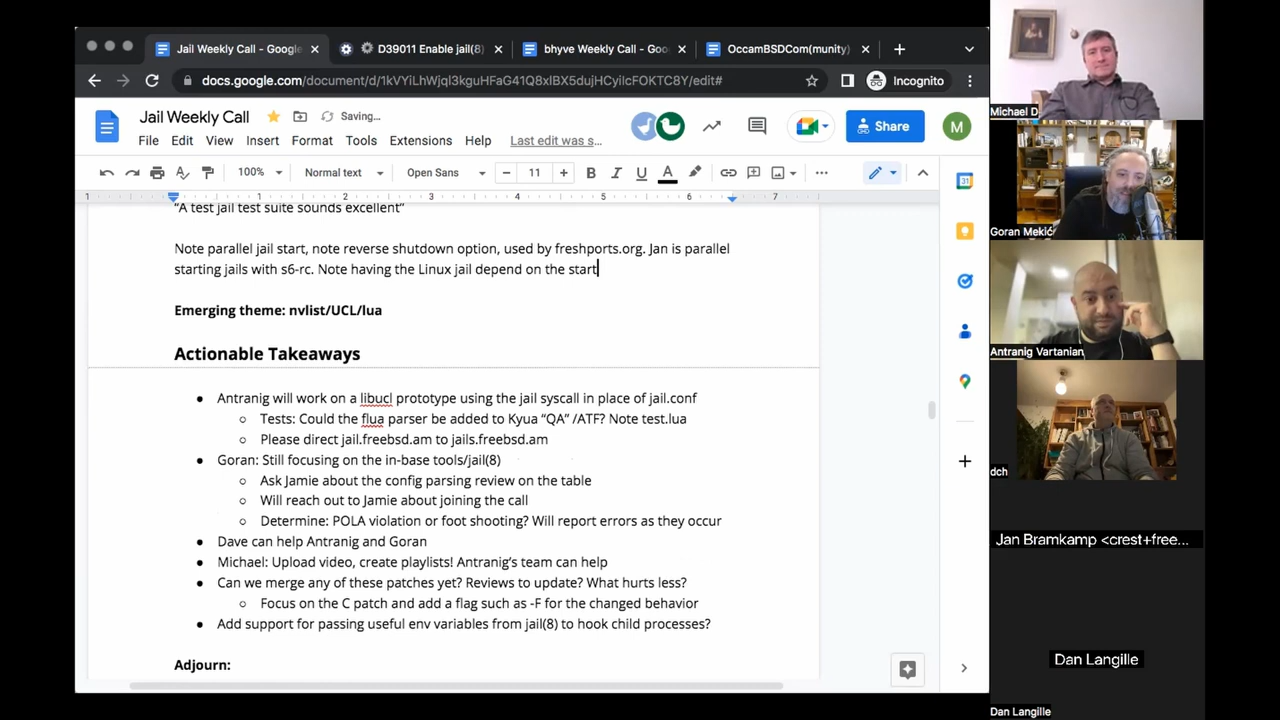 Jail Weekly Call - Google
D39011 Enable jail(8)
bhyve Weekly Call - Goo
OccamBSDCom(munity)
docs.google.com/document/d/1kVYiLhWjql3kguHFaG41Q8xIBX5dujHCyilcFOKTC8Y/edit#
Incognito
Jail Weekly Call
Saving...
File Edit View Insert Format Tools Extensions Help Last edit was s...
Share
M
100% Normal text Open Sans 11 B I U A
1 1 2 3 4 5 6 7
"A test jail test suite sounds excellent"
Note parallel jail start, note reverse shutdown option, used by freshports.org. Jan is parallel
starting jails with s6-rc. Note having the Linux jail depend on the start
Emerging theme: nvlist/UCL/lua
Actionable Takeaways
Antranig will work on a libucl prototype using the jail syscall in place of jail.conf
Tests: Could the flua parser be added to Kyua “QA” /ATF? Note test.lua
Please direct jail.freebsd.am to jails.freebsd.am
Goran: Still focusing on the in-base tools/jail(8)
Ask Jamie about the config parsing review on the table
Will reach out to Jamie about joining the call
Determine: POLA violation or foot shooting? Will report errors as they occur
Dave can help Antranig and Goran
Michael: Upload video, create playlists! Antranig’s team can help
Can we merge any of these patches yet? Reviews to update? What hurts less?
Focus on the C patch and add a flag such as -F for the changed behavior
Add support for passing useful env variables from jail(8) to hook child processes?
Adjourn:
Michael D
Goran Mekić
Antranig Vartanian
dch
Jan Bramkamp <crest+free...
Dan Langille
Dan Langille